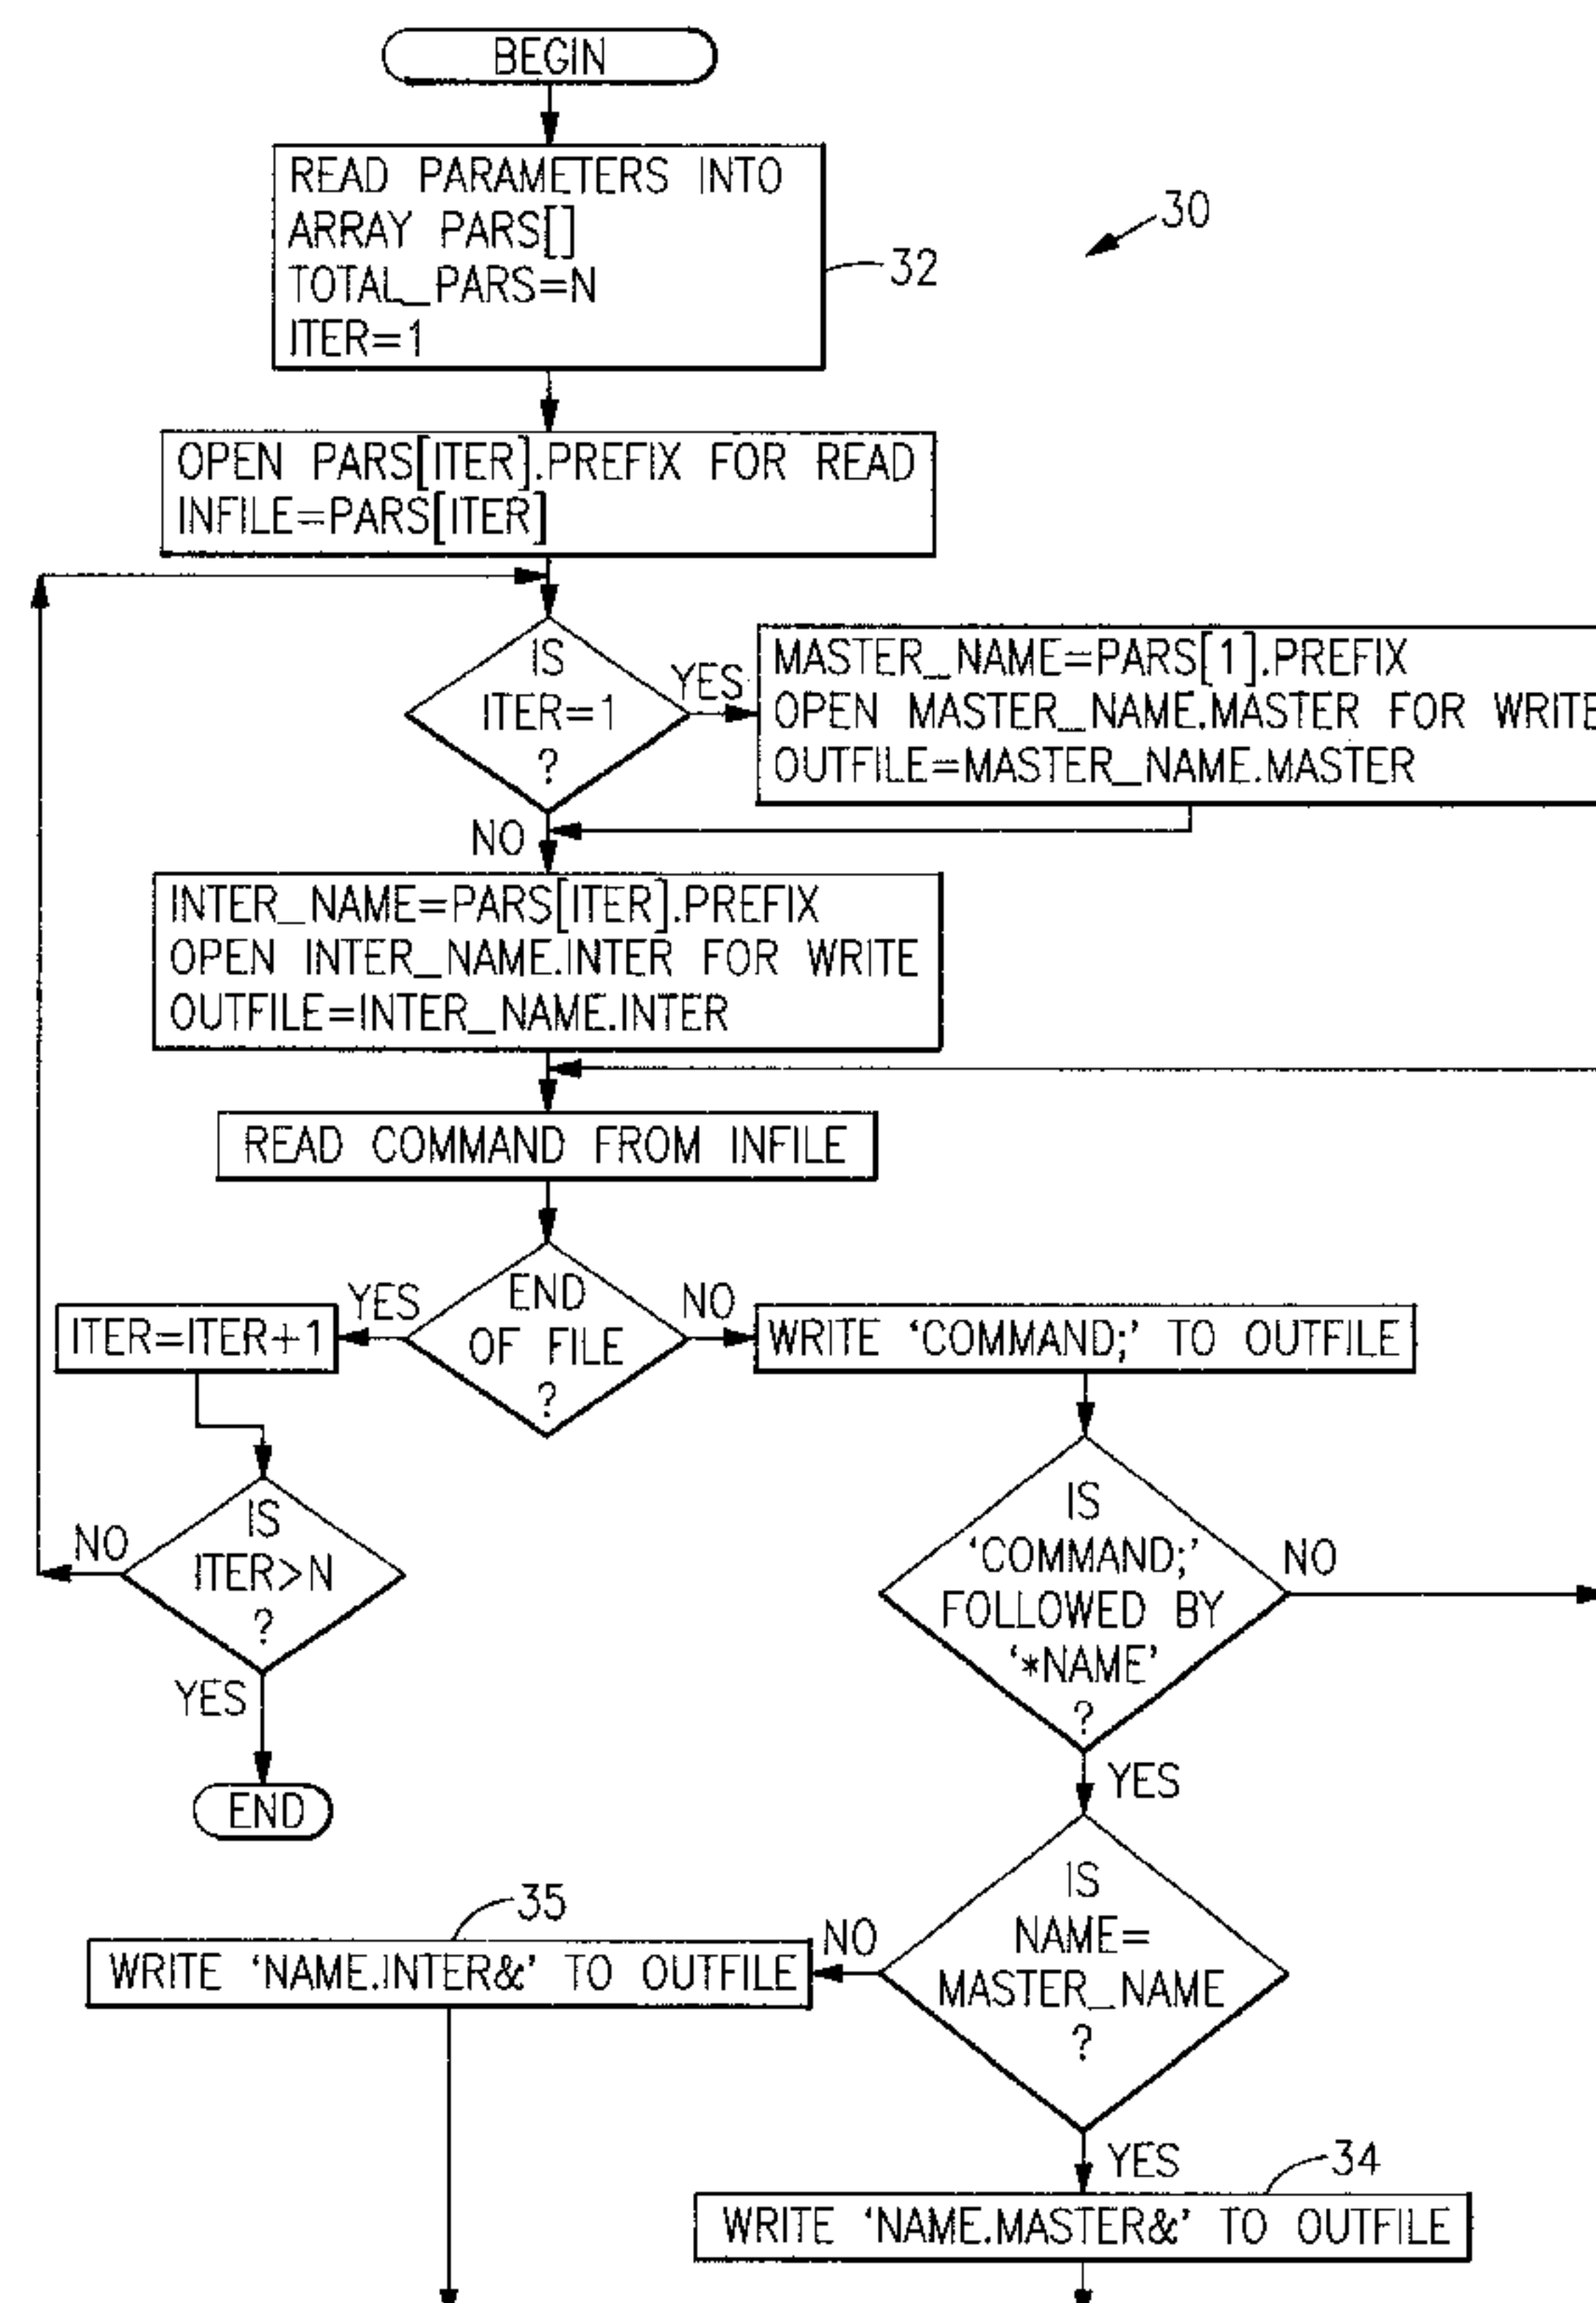 BEGIN
READ PARAMETERS INTO
ARRAY PARS[]
TOTAL_PARS=N
ITER=1
30
32
OPEN PARS[ITER].PREFIX FOR READ
INFILE=PARS[ITER]
IS
ITER=1
?
YES
MASTER_NAME=PARS[1].PREFIX
OPEN MASTER_NAME.MASTER FOR WRITE
OUTFILE=MASTER_NAME.MASTER
NO
INTER_NAME=PARS[ITER].PREFIX
OPEN INTER_NAME.INTER FOR WRITE
OUTFILE=INTER_NAME.INTER
READ COMMAND FROM INFILE
END
OF FILE
?
YES
NO
ITER=ITER+1
WRITE ‘COMMAND;’ TO OUTFILE
IS
ITER>N
?
NO
YES
END
IS
‘COMMAND;’
FOLLOWED BY
‘*NAME’
?
NO
YES
IS
NAME=
MASTER_NAME
?
NO
35
WRITE ‘NAME.INTER&’ TO OUTFILE
YES
34
WRITE ‘NAME.MASTER&’ TO OUTFILE